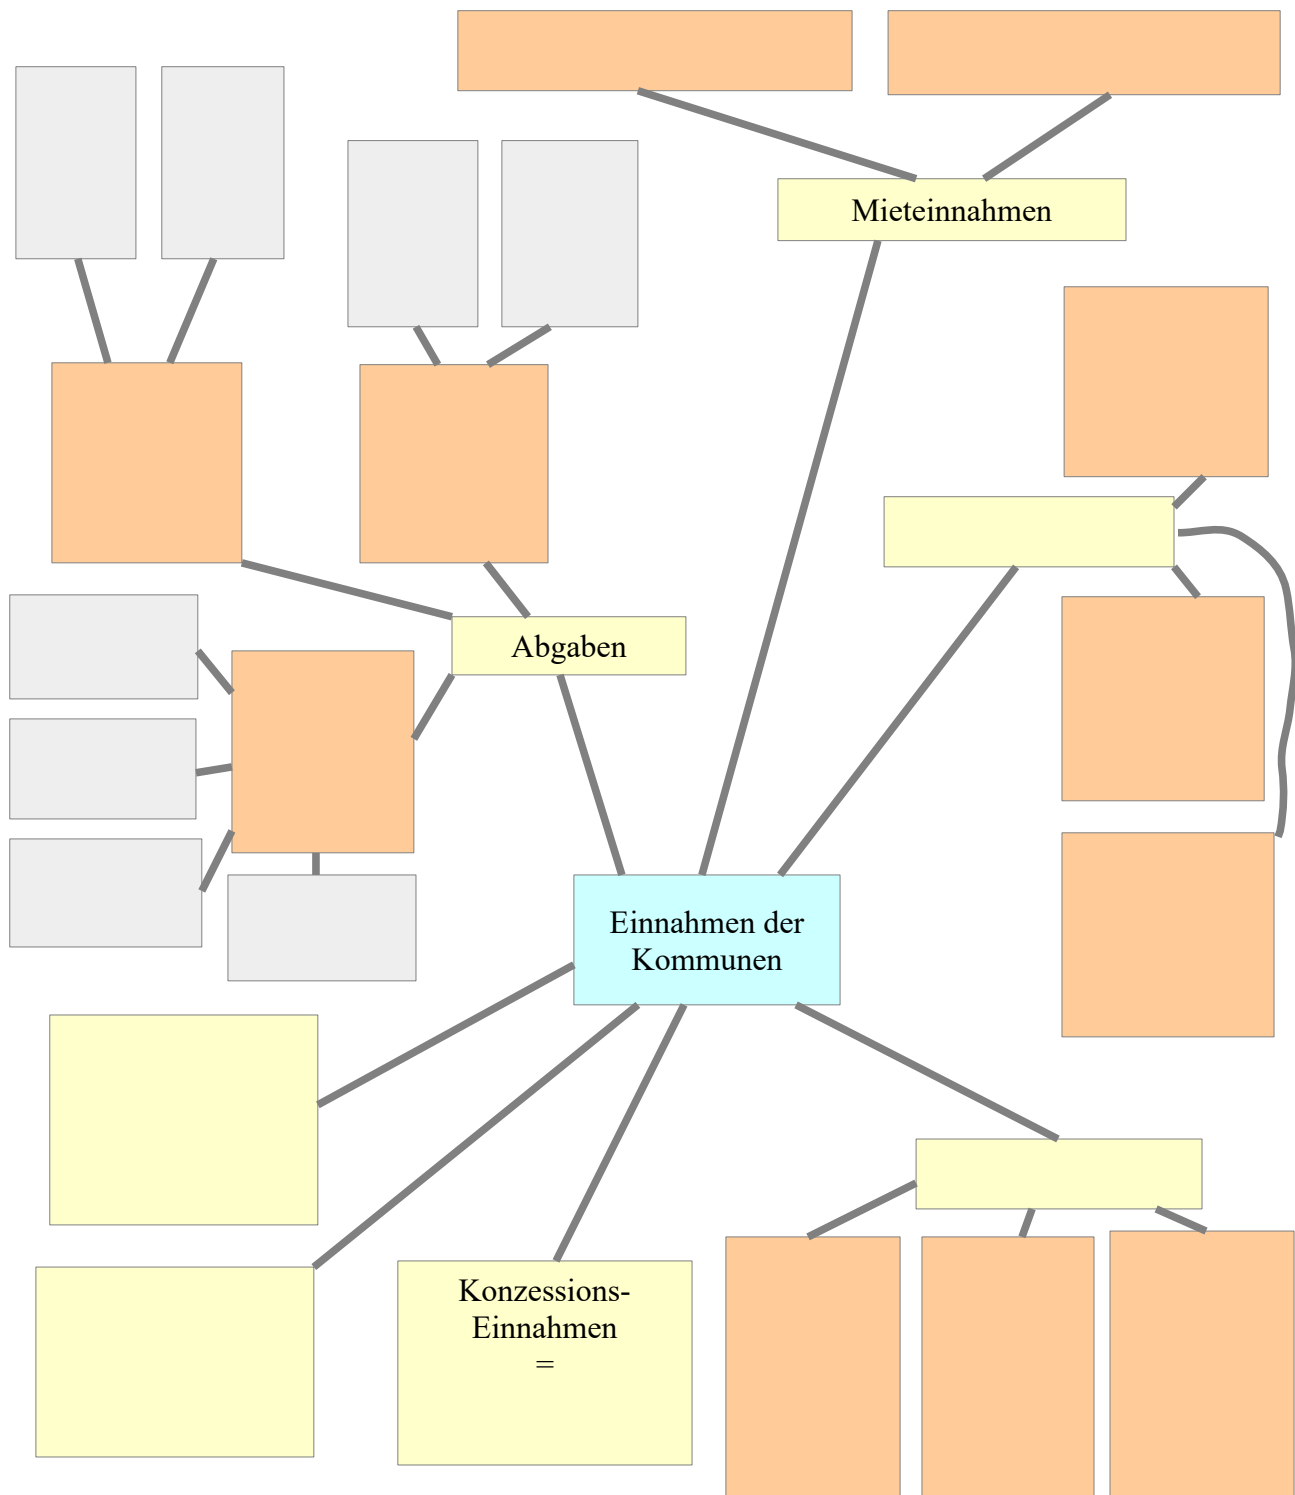 Mieteinnahmen
Abgaben
Einnahmen der
Kommunen
Konzessions-
Einnahmen
=